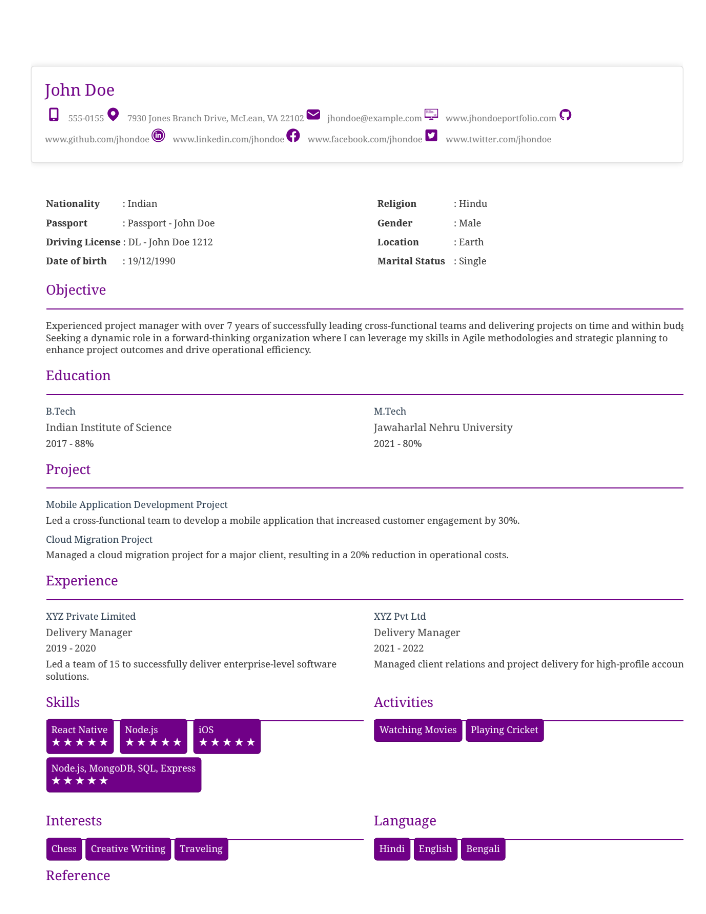 John Doe
555-0155 7930 Jones Branch Drive, McLean, VA 22102 jhondoe@example.com www.jhondoeportfolio.com
www.github.com/jhondoe www.linkedin.com/jhondoe www.facebook.com/jhondoe www.twitter.com/jhondoe
Nationality : Indian
Passport : Passport - John Doe
Driving License : DL - John Doe 1212
Date of birth : 19/12/1990
Religion : Hindu
Gender : Male
Location : Earth
Marital Status : Single
Objective
Experienced project manager with over 7 years of successfully leading cross-functional teams and delivering projects on time and within budg
Seeking a dynamic role in a forward-thinking organization where I can leverage my skills in Agile methodologies and strategic planning to
enhance project outcomes and drive operational efficiency.
Education
B.Tech
Indian Institute of Science
2017 - 88%
M.Tech
Jawaharlal Nehru University
2021 - 80%
Project
Mobile Application Development Project
Led a cross-functional team to develop a mobile application that increased customer engagement by 30%.
Cloud Migration Project
Managed a cloud migration project for a major client, resulting in a 20% reduction in operational costs.
Experience
XYZ Private Limited
Delivery Manager
2019 - 2020
Led a team of 15 to successfully deliver enterprise-level software
solutions.
XYZ Pvt Ltd
Delivery Manager
2021 - 2022
Managed client relations and project delivery for high-profile accoun
Skills
React Native Node.js iOS
★★★★★ ★★★★★ ★★★★★
Node.js, MongoDB, SQL, Express
★★★★★
Activities
Watching Movies Playing Cricket
Interests
Chess Creative Writing Traveling
Language
Hindi English Bengali
Reference